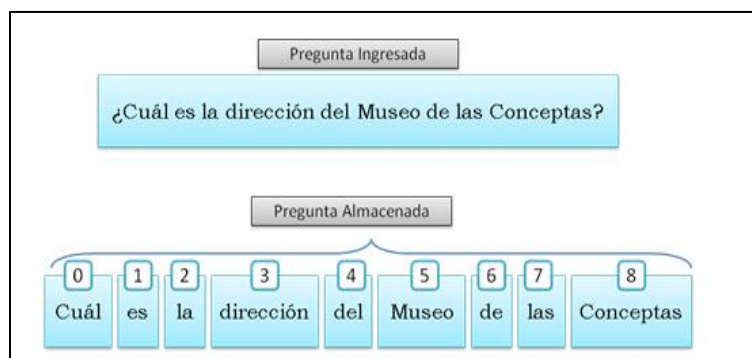 Pregunta Ingresada
¿Cuál es la dirección del Museo de las Conceptas?
Pregunta Almacenada
0 1 2 3 4 5 6 7 8
Cuál es la dirección del Museo de las Conceptas